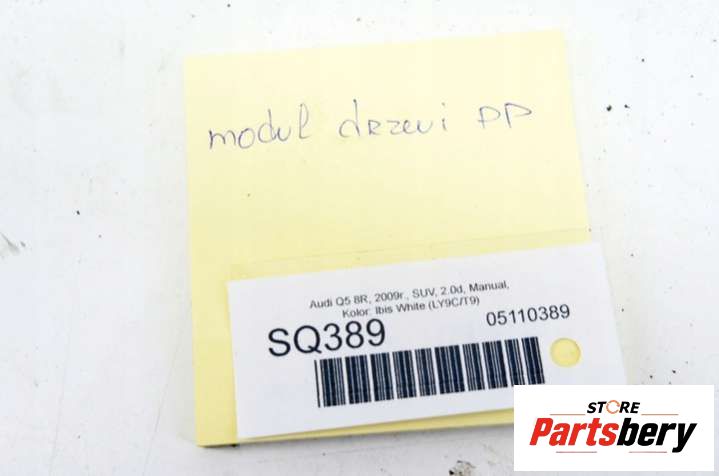 modul drzwi PP
Audi Q5 8R, 2009r., SUV, 2.0d, Manual,
Kolor: Ibis White (LY9C/T9)
SQ389
05110389
STORE
Partsbery